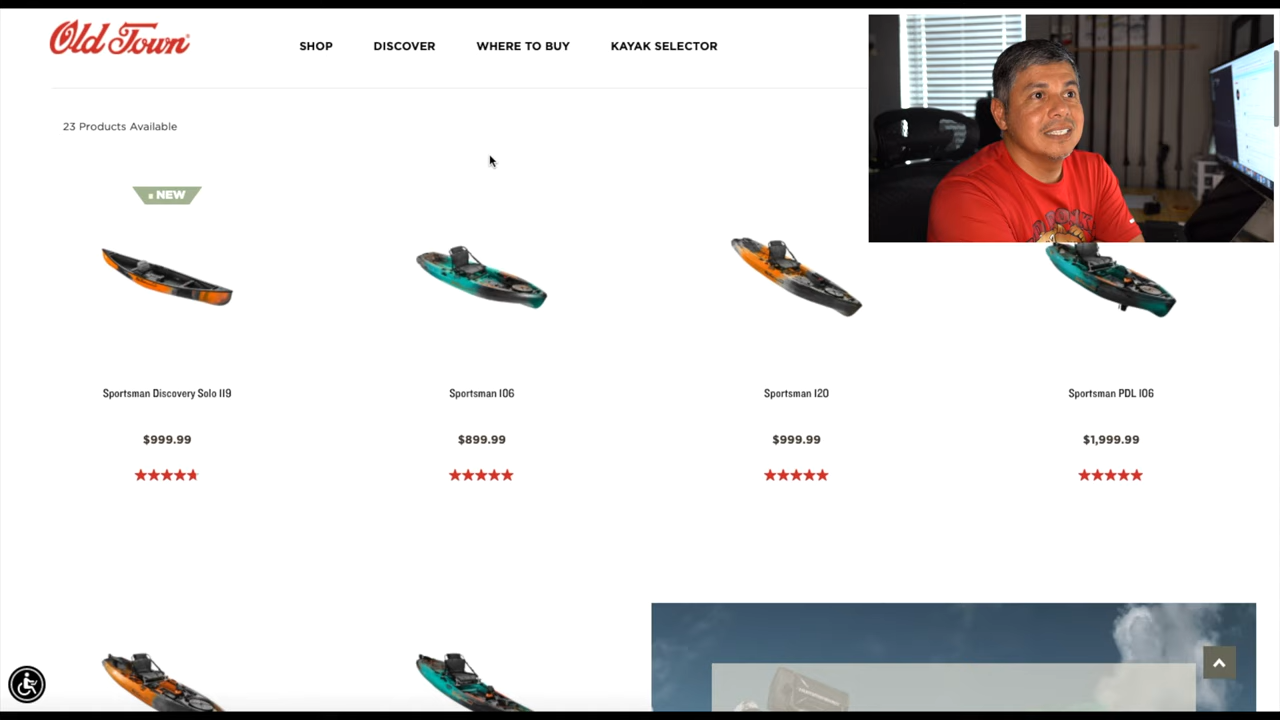 Old Town
SHOP
DISCOVER
WHERE TO BUY
KAYAK SELECTOR
23 Products Available
NEW
Sportsman Discovery Solo 119
Sportsman 106
Sportsman 120
Sportsman PDL 106
$999.99
$899.99
$999.99
$1,999.99